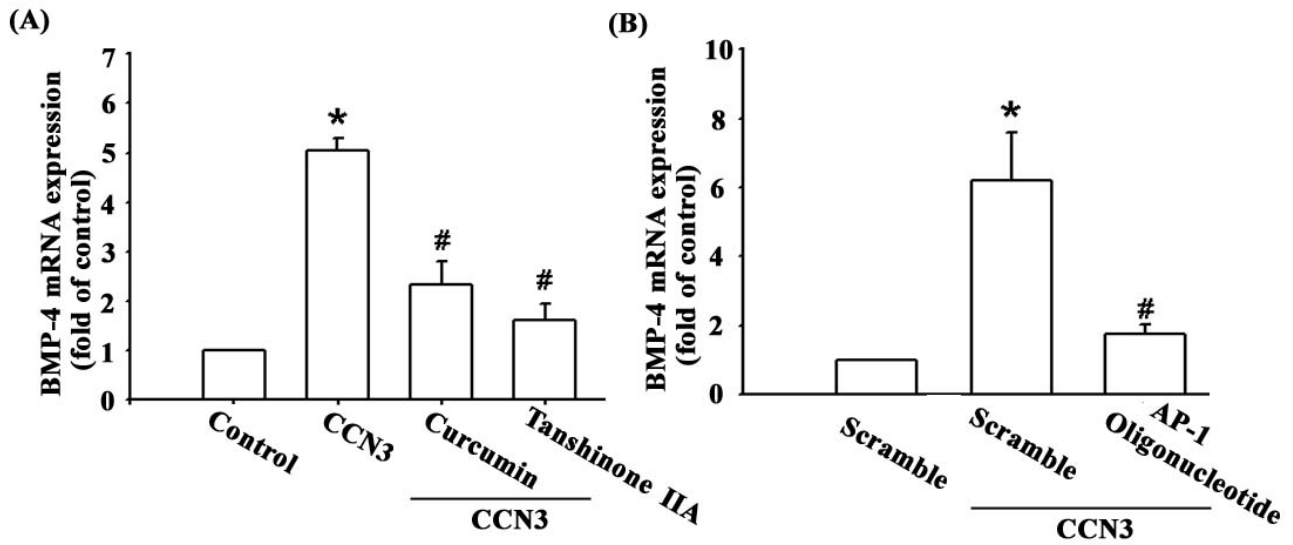 (A)
BMP-4 mRNA expression
(fold of control)
7
6
5
4
3
2
1
0
*
#
#
Control
CCN3
Curcumin
Tanshinone IIA
CCN3
(B)
BMP-4 mRNA expression
(fold of control)
10
8
6
4
2
0
*
#
Scramble
Scramble
AP-1
Oligonucleotide
CCN3